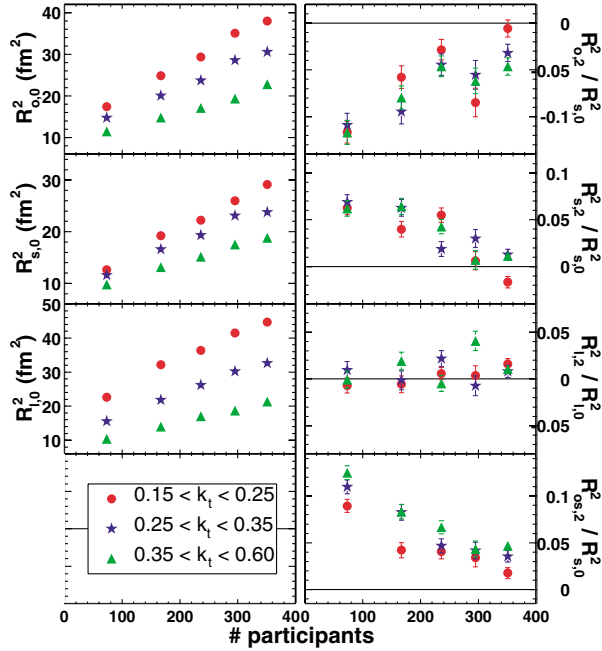 40
30
20
10
R²o,0 (fm²)
30
20
10
R²s,0 (fm²)
50
40
30
20
10
R²l,0 (fm²)
0.15 < kt < 0.25
0.25 < kt < 0.35
0.35 < kt < 0.60
0 100 200 300 400
0
0.05
-0.1
R²o,2 / R²s,0
0.1
0.05
0
R²s,2 / R²s,0
0.05
0
-0.05
R²l,2 / R²l,0
0.1
0.05
0
R²os,2 / R²s,0
100 200 300 400
# participants